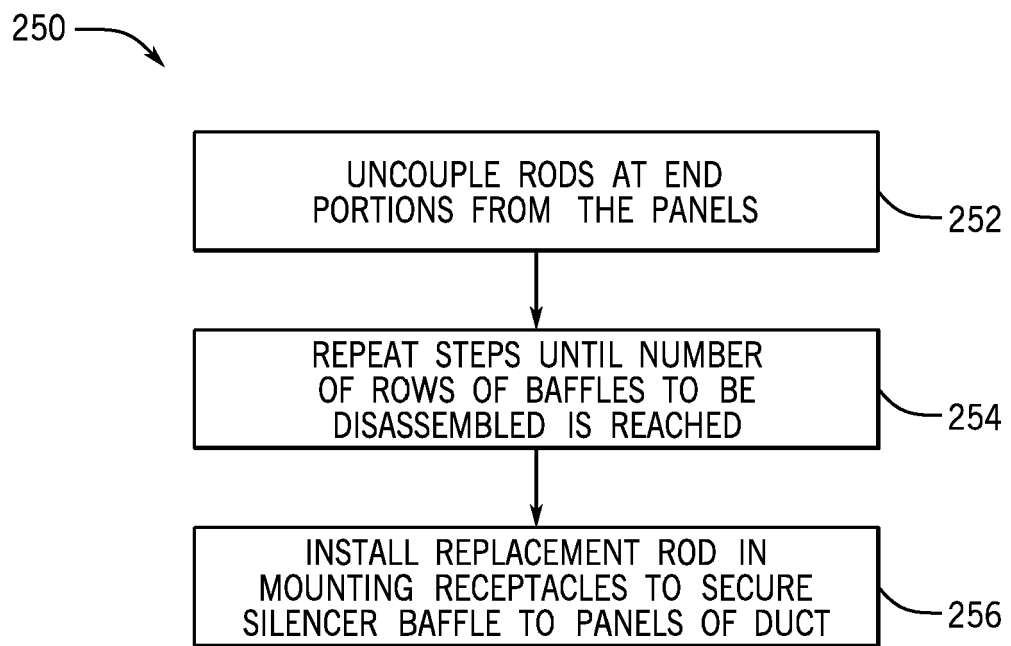 250
UNCOUPLE RODS AT END
PORTIONS FROM THE PANELS
252
REPEAT STEPS UNTIL NUMBER
OF ROWS OF BAFFLES TO BE
DISASSEMBLED IS REACHED
254
INSTALL REPLACEMENT ROD IN
MOUNTING RECEPTACLES TO SECURE
SILENCER BAFFLE TO PANELS OF DUCT
256